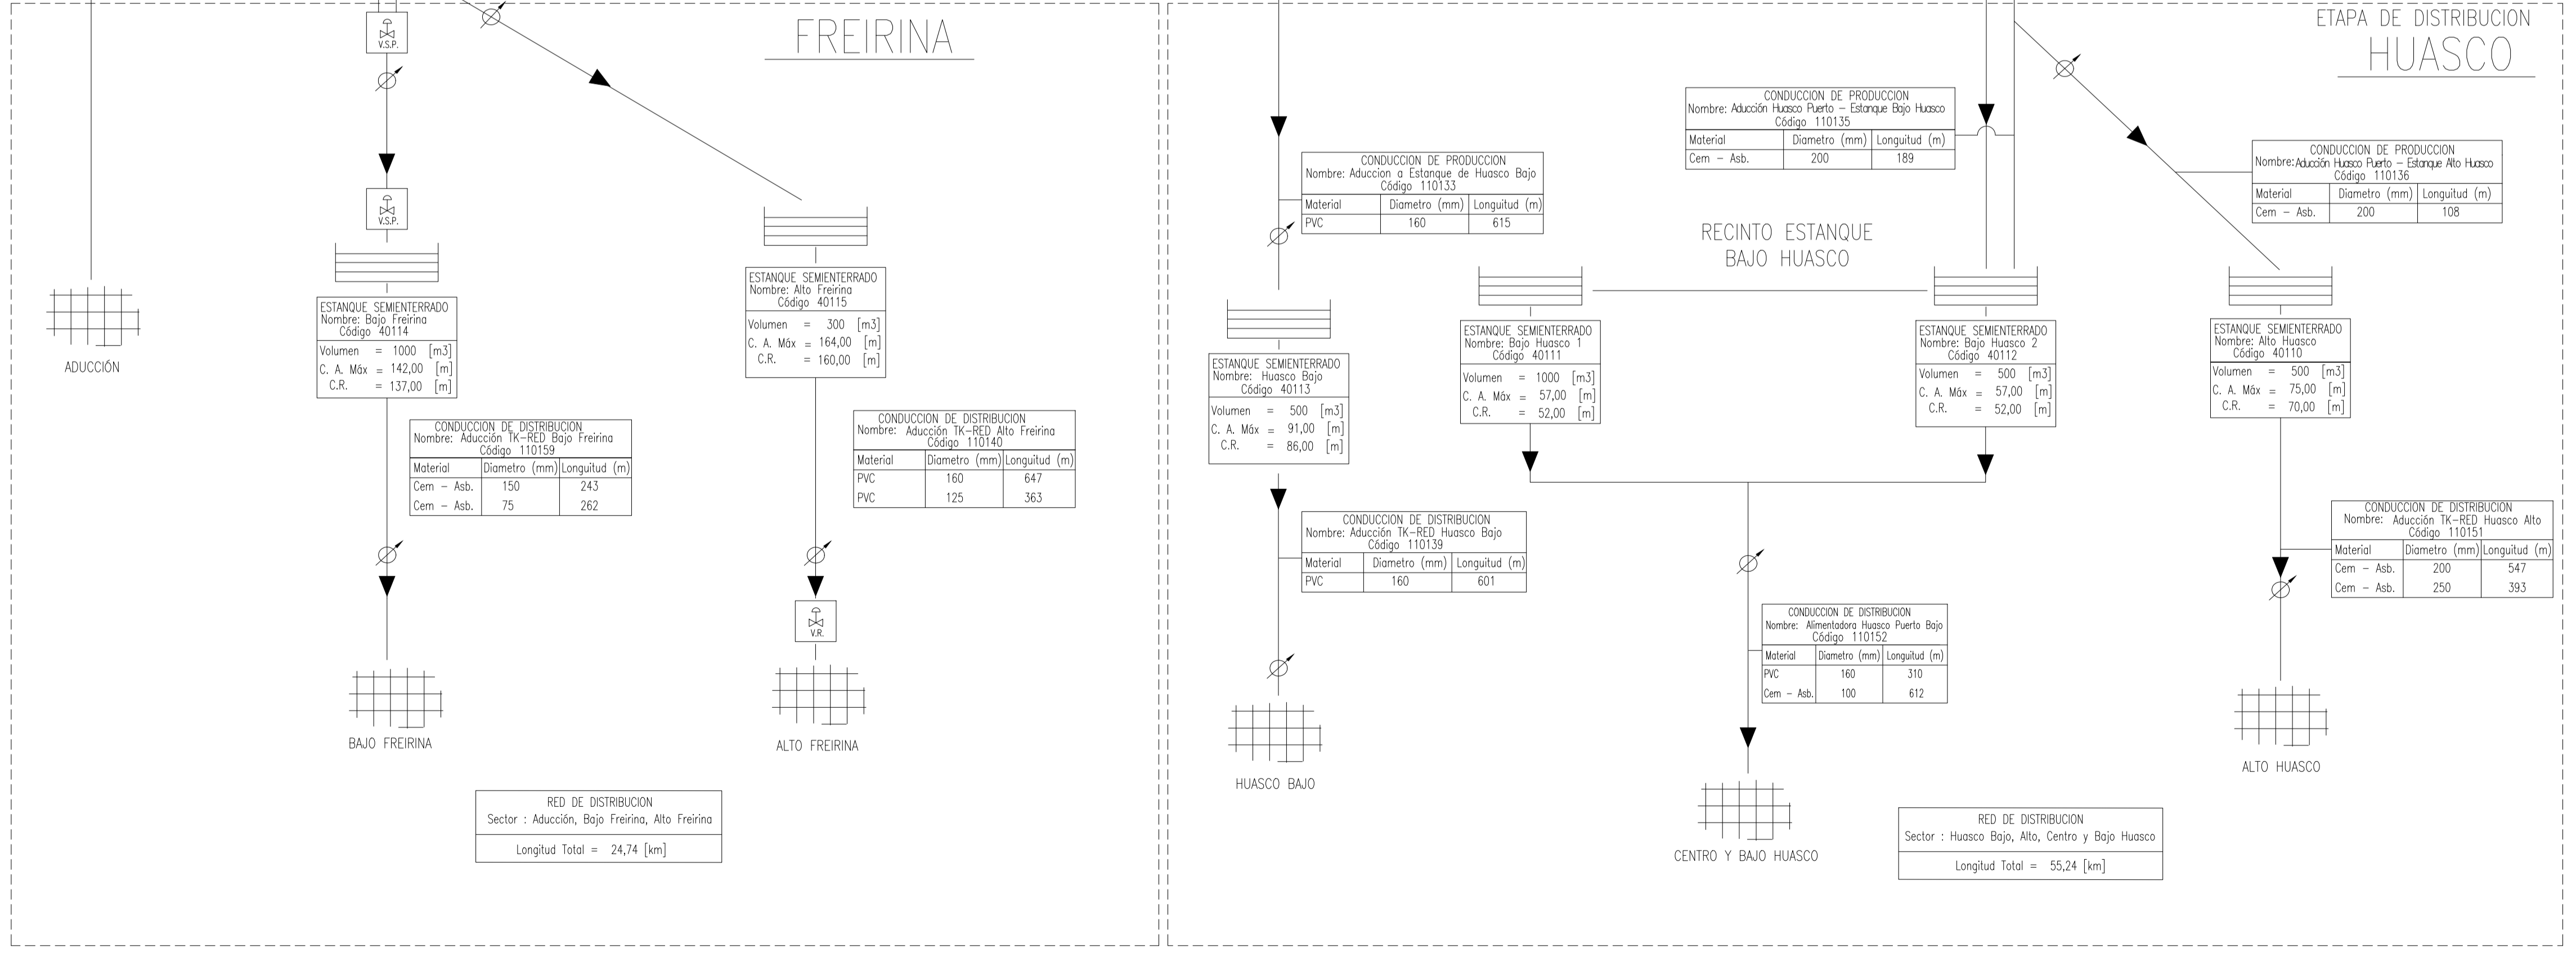 FREIRINA
V.S.P.
V.S.P.
ADUCCIÓN
ESTANQUE SEMIENTERRADO
Nombre: Bajo Freirina
Código 40114
Volumen = 1000 [m3]
C. A. Máx = 142,00 [m]
C.R. = 137,00 [m]
ESTANQUE SEMIENTERRADO
Nombre: Alto Freirina
Código 40115
Volumen = 300 [m3]
C. A. Máx = 164,00 [m]
C.R. = 160,00 [m]
CONDUCCION DE DISTRIBUCION
Nombre: Aducción TK-RED Bajo Freirina
Código 110159
Material Diametro (mm) Longuitud (m)
Cem - Asb. 150 243
Cem - Asb. 75 262
CONDUCCION DE DISTRIBUCION
Nombre: Aducción TK-RED Alto Freirina
Código 110140
Material Diametro (mm) Longuitud (m)
PVC 160 647
PVC 125 363
V.R.
BAJO FREIRINA
ALTO FREIRINA
RED DE DISTRIBUCION
Sector : Aducción, Bajo Freirina, Alto Freirina
Longitud Total = 24,74 [km]
ETAPA DE DISTRIBUCION
HUASCO
CONDUCCION DE PRODUCCION
Nombre: Aducción Huasco Puerto - Estanque Bajo Huasco
Código 110135
Material Diametro (mm) Longuitud (m)
Cem - Asb. 200 189
CONDUCCION DE PRODUCCION
Nombre: Aduccion a Estanque de Huasco Bajo
Código 110133
Material Diametro (mm) Longuitud (m)
PVC 160 615
CONDUCCION DE PRODUCCION
Nombre: Aducción Huasco Puerto - Estanque Alto Huasco
Código 110136
Material Diametro (mm) Longuitud (m)
Cem - Asb. 200 108
RECINTO ESTANQUE
BAJO HUASCO
ESTANQUE SEMIENTERRADO
Nombre: Huasco Bajo
Código 40113
Volumen = 500 [m3]
C. A. Máx = 91,00 [m]
C.R. = 86,00 [m]
ESTANQUE SEMIENTERRADO
Nombre: Bajo Huasco 1
Código 40111
Volumen = 1000 [m3]
C. A. Máx = 57,00 [m]
C.R. = 52,00 [m]
ESTANQUE SEMIENTERRADO
Nombre: Bajo Huasco 2
Código 40112
Volumen = 500 [m3]
C. A. Máx = 57,00 [m]
C.R. = 52,00 [m]
ESTANQUE SEMIENTERRADO
Nombre: Alto Huasco
Código 40110
Volumen = 500 [m3]
C. A. Máx = 75,00 [m]
C.R. = 70,00 [m]
CONDUCCION DE DISTRIBUCION
Nombre: Aducción TK-RED Huasco Bajo
Código 110139
Material Diametro (mm) Longuitud (m)
PVC 160 601
CONDUCCION DE DISTRIBUCION
Nombre: Aducción TK-RED Huasco Alto
Código 110151
Material Diametro (mm) Longuitud (m)
Cem - Asb. 200 547
Cem - Asb. 250 393
CONDUCCION DE DISTRIBUCION
Nombre: Alimentadora Huasco Puerto Bajo
Código 110152
Material Diametro (mm) Longuitud (m)
PVC 160 310
Cem - Asb. 100 612
HUASCO BAJO
CENTRO Y BAJO HUASCO
ALTO HUASCO
RED DE DISTRIBUCION
Sector : Huasco Bajo, Alto, Centro y Bajo Huasco
Longitud Total = 55,24 [km]